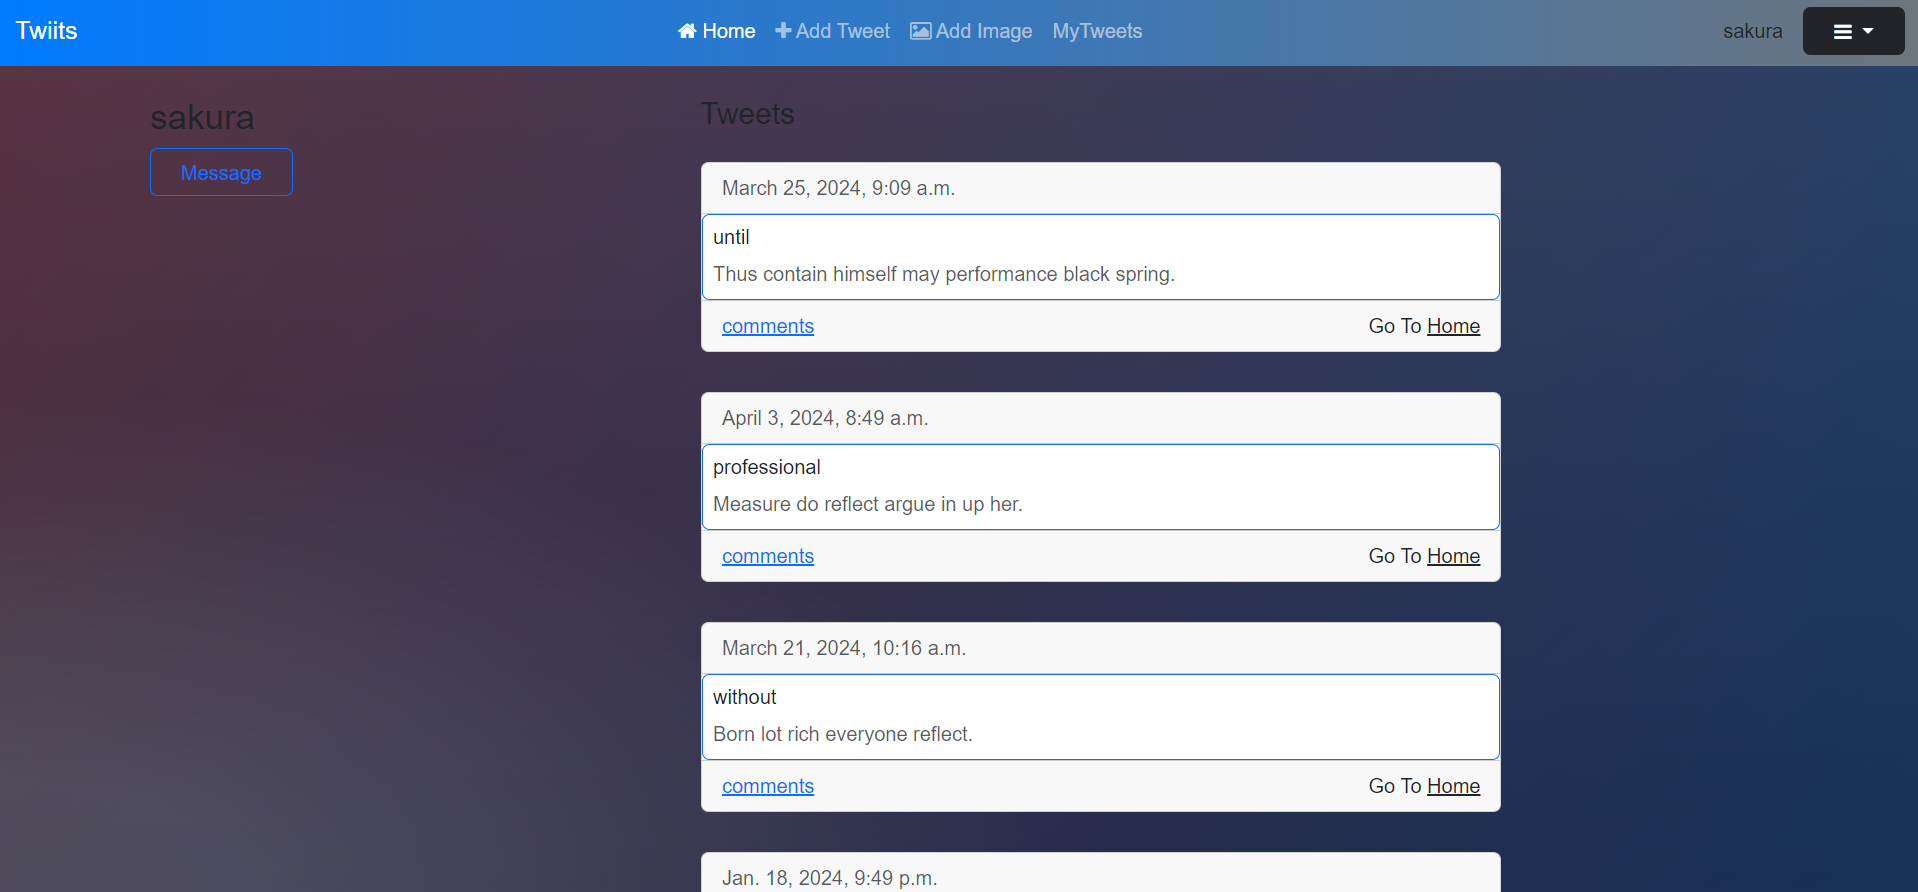 Twiits
Home Add Tweet Add Image MyTweets
sakura
sakura
Message
Tweets
March 25, 2024, 9:09 a.m.
until
Thus contain himself may performance black spring.
comments Go To Home
April 3, 2024, 8:49 a.m.
professional
Measure do reflect argue in up her.
comments Go To Home
March 21, 2024, 10:16 a.m.
without
Born lot rich everyone reflect.
comments Go To Home
Jan. 18, 2024, 9:49 p.m.